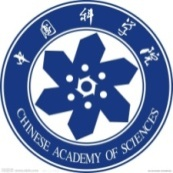 中国科学院
CHINESE ACADEMY OF SCIENCES